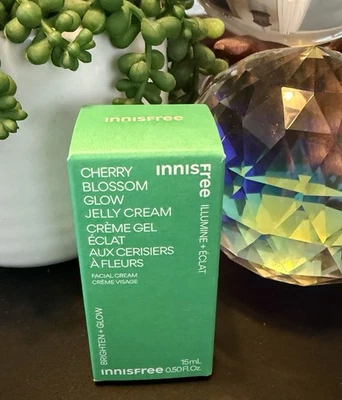 innisfree
CHERRY
BLOSSOM
GLOW
JELLY CREAM
CRÈME GEL
ÉCLAT
AUX CERISIERS
À FLEURS
FACIAL CREAM
CRÈME VISAGE
innisfree
ILLUMINE + ÉCLAT
BRIGHTEN + GLOW
15 mL
innisfree 0.50 Fl.Oz.